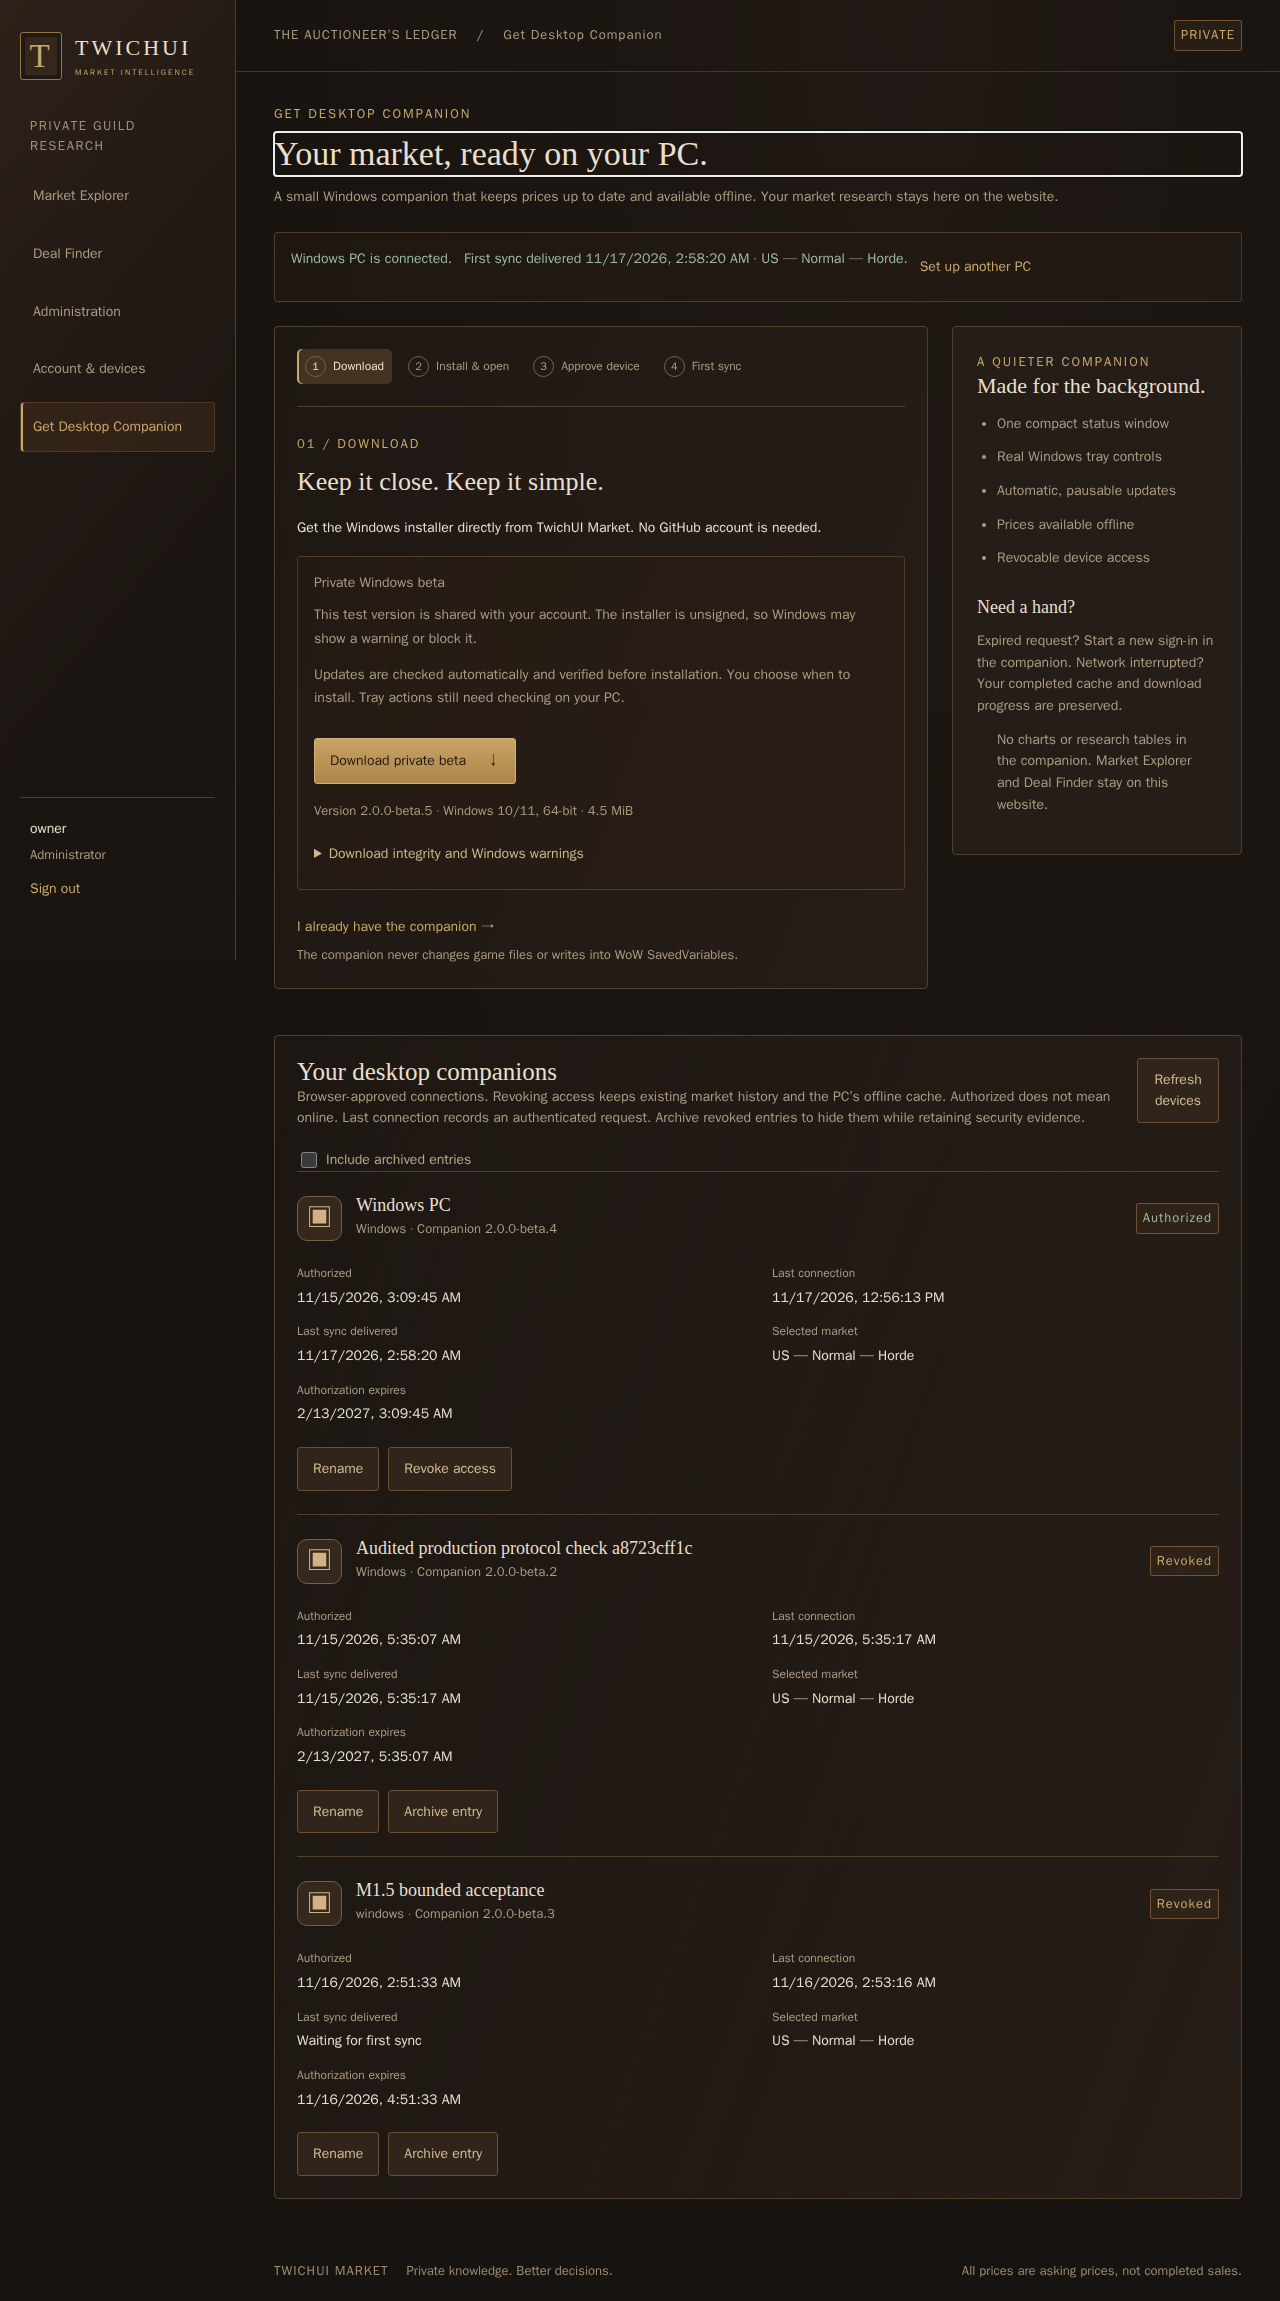 T
TWICHUI
MARKET INTELLIGENCE
PRIVATE GUILD
RESEARCH
Market Explorer
Deal Finder
Administration
Account & devices
Get Desktop Companion
owner
Administrator
Sign out
THE AUCTIONEER'S LEDGER / Get Desktop Companion
PRIVATE
GET DESKTOP COMPANION
Your market, ready on your PC.
A small Windows companion that keeps prices up to date and available offline. Your market research stays here on the website.
Windows PC is connected. First sync delivered 11/17/2026, 2:58:20 AM · US — Normal — Horde. Set up another PC
1 Download 2 Install & open 3 Approve device 4 First sync
01 / DOWNLOAD
Keep it close. Keep it simple.
Get the Windows installer directly from TwichUI Market. No GitHub account is needed.
Private Windows beta
This test version is shared with your account. The installer is unsigned, so Windows may
show a warning or block it.
Updates are checked automatically and verified before installation. You choose when to
install. Tray actions still need checking on your PC.
Download private beta ↓
Version 2.0.0-beta.5 · Windows 10/11, 64-bit · 4.5 MiB
▶ Download integrity and Windows warnings
I already have the companion →
The companion never changes game files or writes into WoW SavedVariables.
A QUIETER COMPANION
Made for the background.
• One compact status window
• Real Windows tray controls
• Automatic, pausable updates
• Prices available offline
• Revocable device access
Need a hand?
Expired request? Start a new sign-in in
the companion. Network interrupted?
Your completed cache and download
progress are preserved.
No charts or research tables in
the companion. Market Explorer
and Deal Finder stay on this
website.
Your desktop companions
Browser-approved connections. Revoking access keeps existing market history and the PC's offline cache. Authorized does not mean
online. Last connection records an authenticated request. Archive revoked entries to hide them while retaining security evidence.
Refresh
devices
Include archived entries
Windows PC
Windows · Companion 2.0.0-beta.4
Authorized
Authorized
11/15/2026, 3:09:45 AM
Last connection
11/17/2026, 12:56:13 PM
Last sync delivered
11/17/2026, 2:58:20 AM
Selected market
US — Normal — Horde
Authorization expires
2/13/2027, 3:09:45 AM
Rename
Revoke access
Audited production protocol check a8723cff1c
Windows · Companion 2.0.0-beta.2
Revoked
Authorized
11/15/2026, 5:35:07 AM
Last connection
11/15/2026, 5:35:17 AM
Last sync delivered
11/15/2026, 5:35:17 AM
Selected market
US — Normal — Horde
Authorization expires
2/13/2027, 5:35:07 AM
Rename
Archive entry
M1.5 bounded acceptance
windows · Companion 2.0.0-beta.3
Revoked
Authorized
11/16/2026, 2:51:33 AM
Last connection
11/16/2026, 2:53:16 AM
Last sync delivered
Waiting for first sync
Selected market
US — Normal — Horde
Authorization expires
11/16/2026, 4:51:33 AM
Rename
Archive entry
TWICHUI MARKET Private knowledge. Better decisions.
All prices are asking prices, not completed sales.